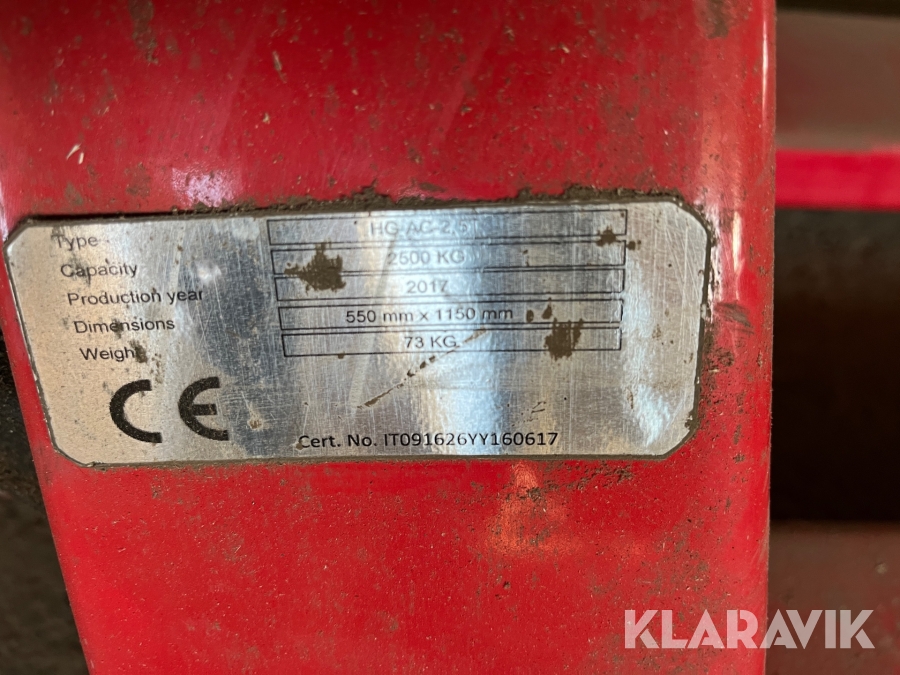 Type HG-AC-2,5
Capacity 2500 KG
Production year 2017
Dimensions 550 mm x 1150 mm
Weight 73 KG
CE
Cert. No. IT091626YY160617
KLARAVIK